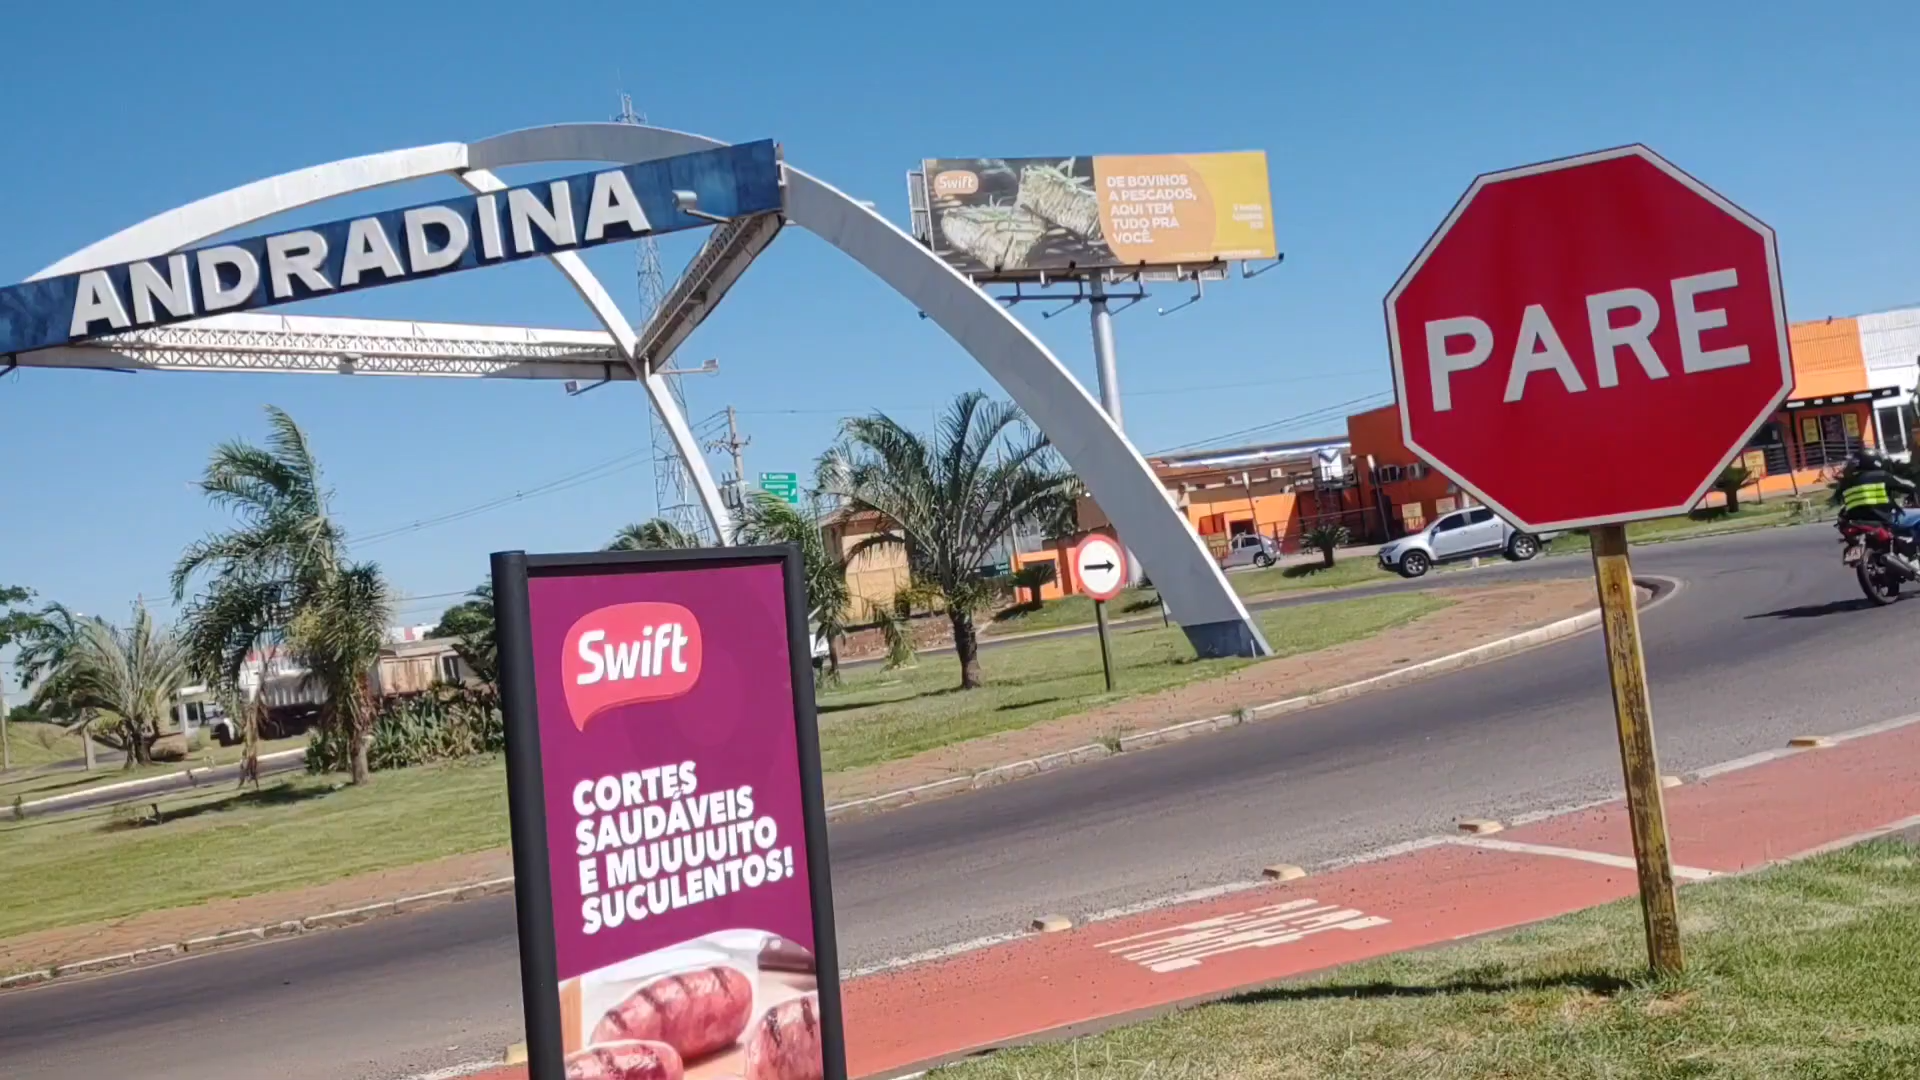 ANDRADINA
Swift
DE BOVINOS
A PESCADOS,
AQUI TEM
TUDO PRA
VOCÊ.
PARE
Swift
CORTES
SAUDÁVEIS
E MUUUUITO
SUCULENTOS!